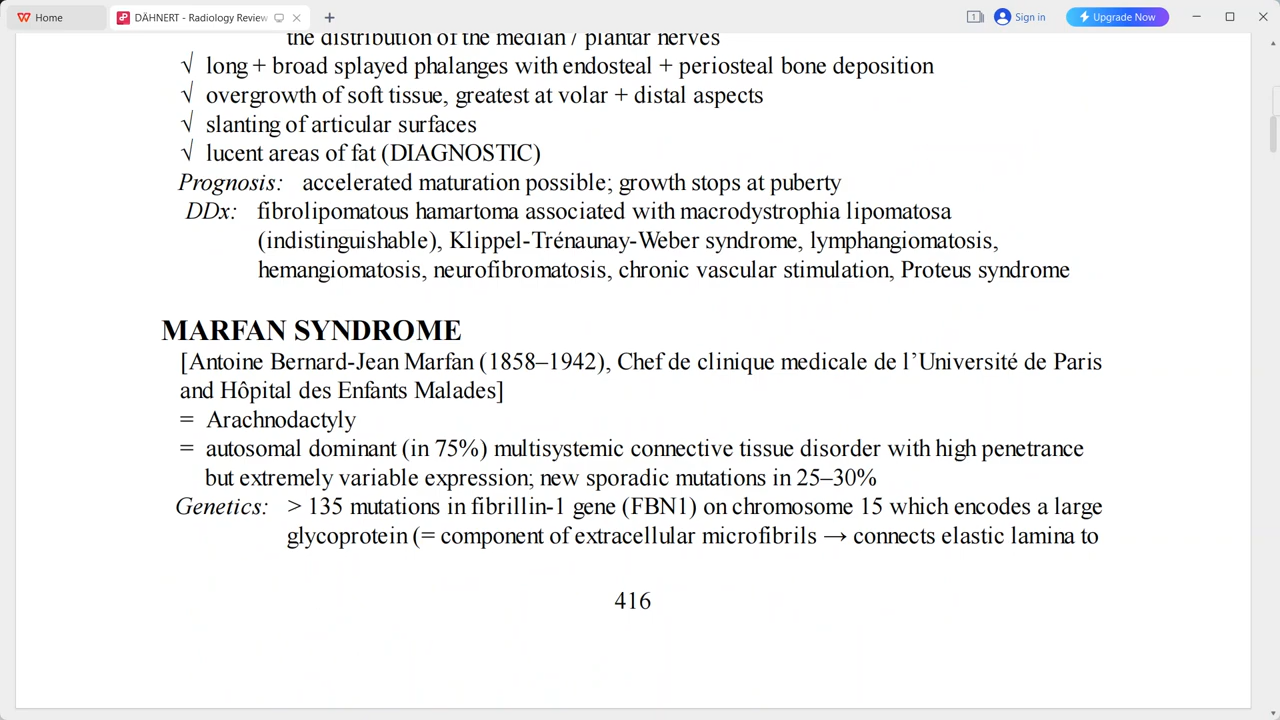 Home
DÄHNERT - Radiology Review
1
Sign in
Upgrade Now
the distribution of the median / plantar nerves
√ long + broad splayed phalanges with endosteal + periosteal bone deposition
√ overgrowth of soft tissue, greatest at volar + distal aspects
√ slanting of articular surfaces
√ lucent areas of fat (DIAGNOSTIC)
Prognosis: accelerated maturation possible; growth stops at puberty
DDx: fibrolipomatous hamartoma associated with macrodystrophia lipomatosa
(indistinguishable), Klippel-Trénaunay-Weber syndrome, lymphangiomatosis,
hemangiomatosis, neurofibromatosis, chronic vascular stimulation, Proteus syndrome
MARFAN SYNDROME
[Antoine Bernard-Jean Marfan (1858–1942), Chef de clinique medicale de l’Université de Paris
and Hôpital des Enfants Malades]
= Arachnodactyly
= autosomal dominant (in 75%) multisystemic connective tissue disorder with high penetrance
but extremely variable expression; new sporadic mutations in 25–30%
Genetics: > 135 mutations in fibrillin-1 gene (FBN1) on chromosome 15 which encodes a large
glycoprotein (= component of extracellular microfibrils → connects elastic lamina to
416